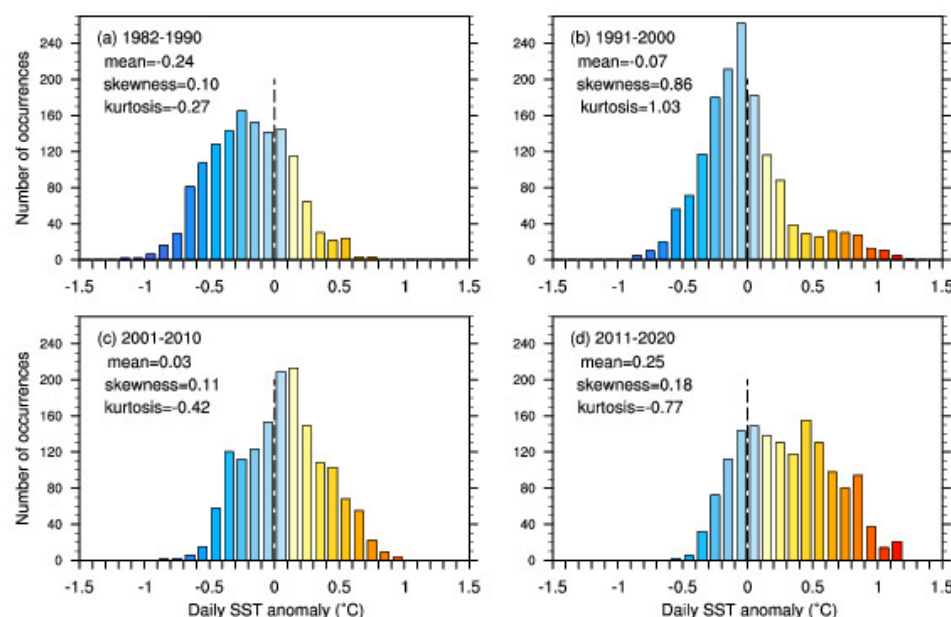 (a) 1982-1990
mean=-0.24
skewness=0.10
kurtosis=-0.27
Number of occurrences
240
200
160
120
80
40
0
-1.5 -1 -0.5 0 0.5 1 1.5
(b) 1991-2000
mean=-0.07
skewness=0.86
kurtosis=1.03
240
200
160
120
80
40
0
-1.5 -1 -0.5 0 0.5 1 1.5
(c) 2001-2010
mean=0.03
skewness=0.11
kurtosis=-0.42
Number of occurrences
240
200
160
120
80
40
0
-1.5 -1 -0.5 0 0.5 1 1.5
Daily SST anomaly (°C)
(d) 2011-2020
mean=0.25
skewness=0.18
kurtosis=-0.77
240
200
160
120
80
40
0
-1.5 -1 -0.5 0 0.5 1 1.5
Daily SST anomaly (°C)